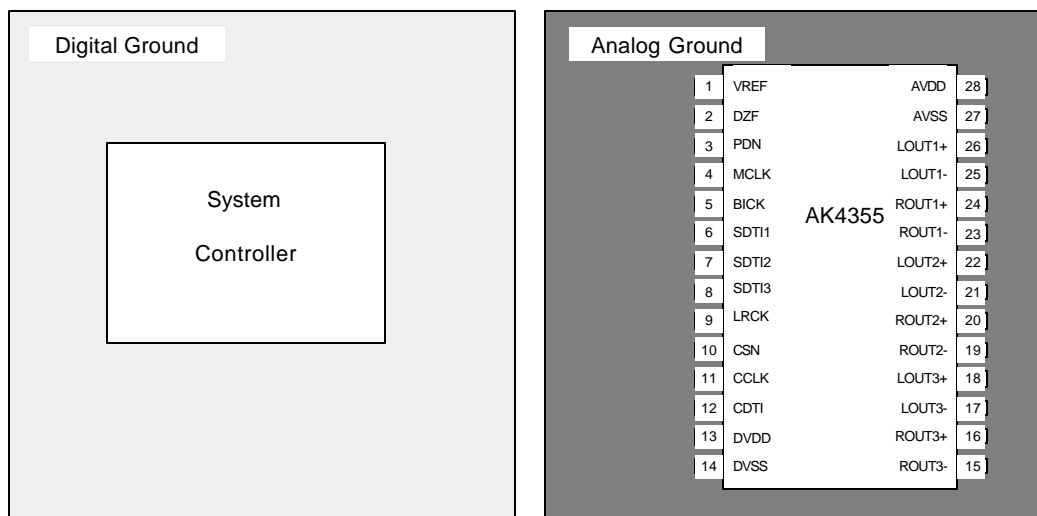 Digital Ground
System
Controller
Analog Ground
AK4355
1 VREF AVDD 28
2 DZF AVSS 27
3 PDN LOUT1+ 26
4 MCLK LOUT1- 25
5 BICK ROUT1+ 24
6 SDTI1 ROUT1- 23
7 SDTI2 LOUT2+ 22
8 SDTI3 LOUT2- 21
9 LRCK ROUT2+ 20
10 CSN ROUT2- 19
11 CCLK LOUT3+ 18
12 CDTI LOUT3- 17
13 DVDD ROUT3+ 16
14 DVSS ROUT3- 15